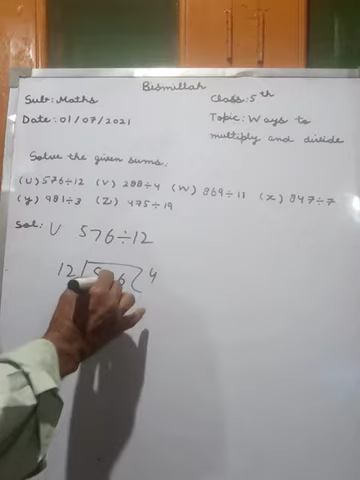 Bismillah
Sub: Maths
Class: 5th
Date: 01/07/2021
Topic: Ways to
multiply and divide
Solve the given sums:
(U) 576÷12 (V) 288÷4 (W) 869÷11 (X) 847÷7
(Y) 981÷3 (Z) 475÷19
Sol: U 576÷12
12 6 4